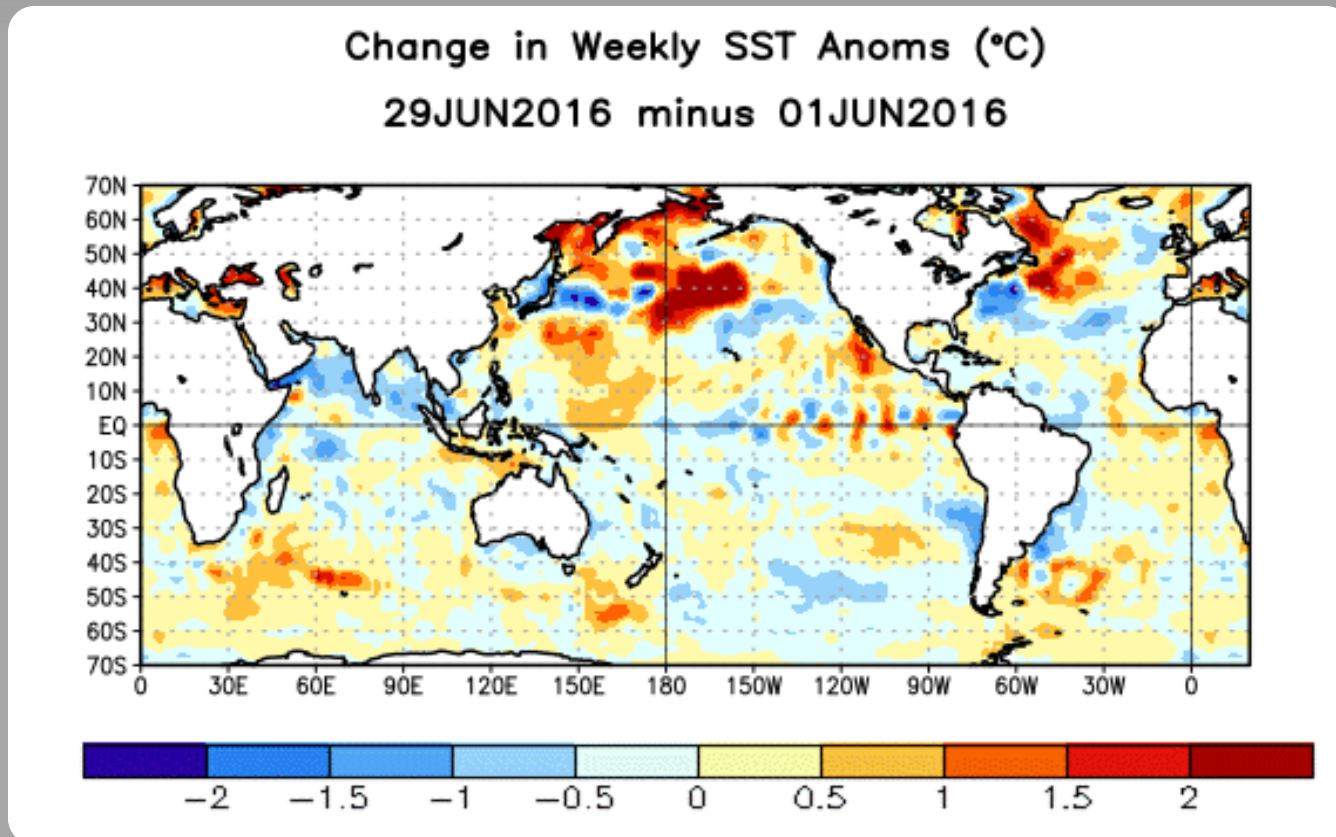 Change in Weekly SST Anoms (°C)
29JUN2016 minus 01JUN2016
70N
60N
50N
40N
30N
20N
10N
EQ
10S
20S
30S
40S
50S
60S
70S
0 30E 60E 90E 120E 150E 180 150W 120W 90W 60W 30W 0
−2 −1.5 −1 −0.5 0 0.5 1 1.5 2